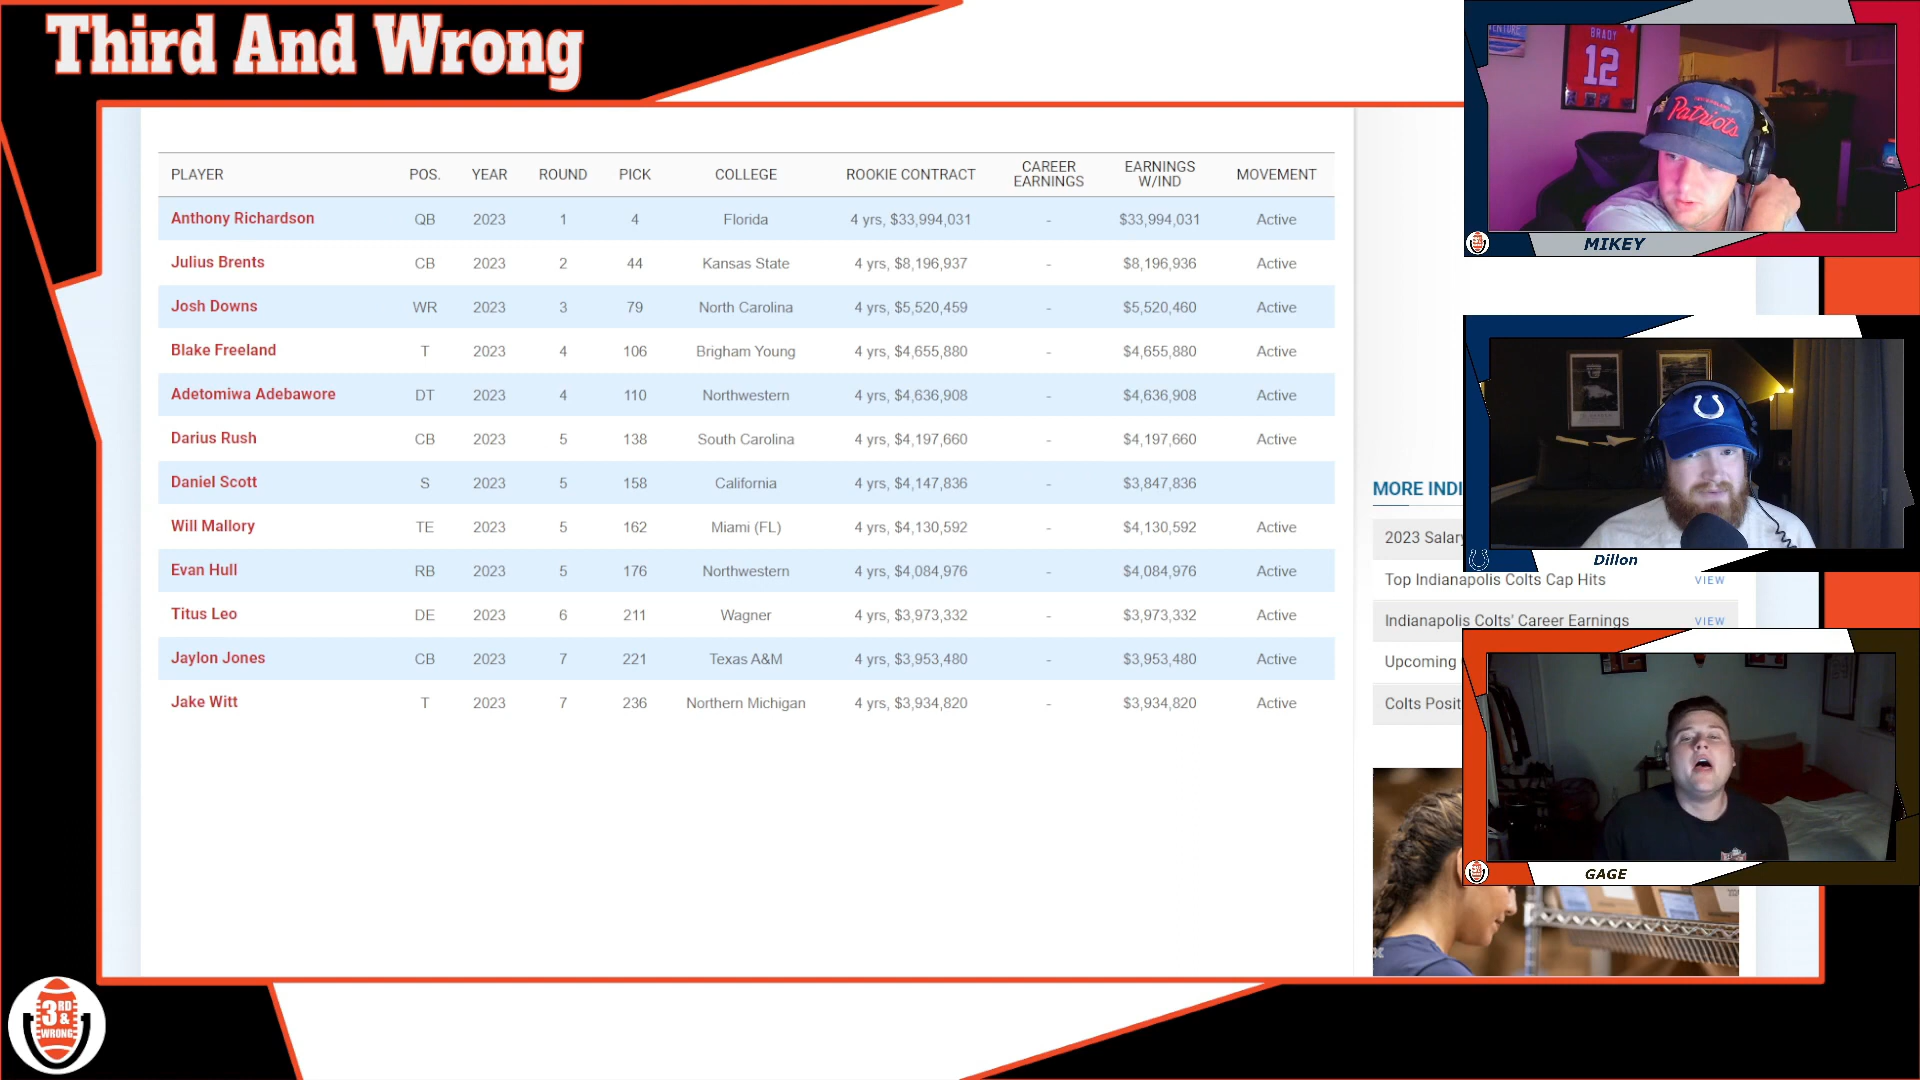 Third And Wrong
PLAYER POS. YEAR ROUND PICK COLLEGE ROOKIE CONTRACT CAREER EARNINGS EARNINGS W/IND MOVEMENT
Anthony Richardson QB 2023 1 4 Florida 4 yrs, $33,994,031 - $33,994,031 Active
Julius Brents CB 2023 2 44 Kansas State 4 yrs, $8,196,937 - $8,196,936 Active
Josh Downs WR 2023 3 79 North Carolina 4 yrs, $5,520,459 - $5,520,460 Active
Blake Freeland T 2023 4 106 Brigham Young 4 yrs, $4,655,880 - $4,655,880 Active
Adetomiwa Adebawore DT 2023 4 110 Northwestern 4 yrs, $4,636,908 - $4,636,908 Active
Darius Rush CB 2023 5 138 South Carolina 4 yrs, $4,197,660 - $4,197,660 Active
Daniel Scott S 2023 5 158 California 4 yrs, $4,147,836 - $3,847,836
Will Mallory TE 2023 5 162 Miami (FL) 4 yrs, $4,130,592 - $4,130,592 Active
Evan Hull RB 2023 5 176 Northwestern 4 yrs, $4,084,976 - $4,084,976 Active
Titus Leo DE 2023 6 211 Wagner 4 yrs, $3,973,332 - $3,973,332 Active
Jaylon Jones CB 2023 7 221 Texas A&M 4 yrs, $3,953,480 - $3,953,480 Active
Jake Witt T 2023 7 236 Northern Michigan 4 yrs, $3,934,820 - $3,934,820 Active
MORE INDI
2023 Salary
Top Indianapolis Colts Cap Hits VIEW
Indianapolis Colts' Career Earnings VIEW
Upcoming
Colts Posit
BRADY
12
Patriots
MIKEY
Dillon
GAGE
3RD
&
WRONG